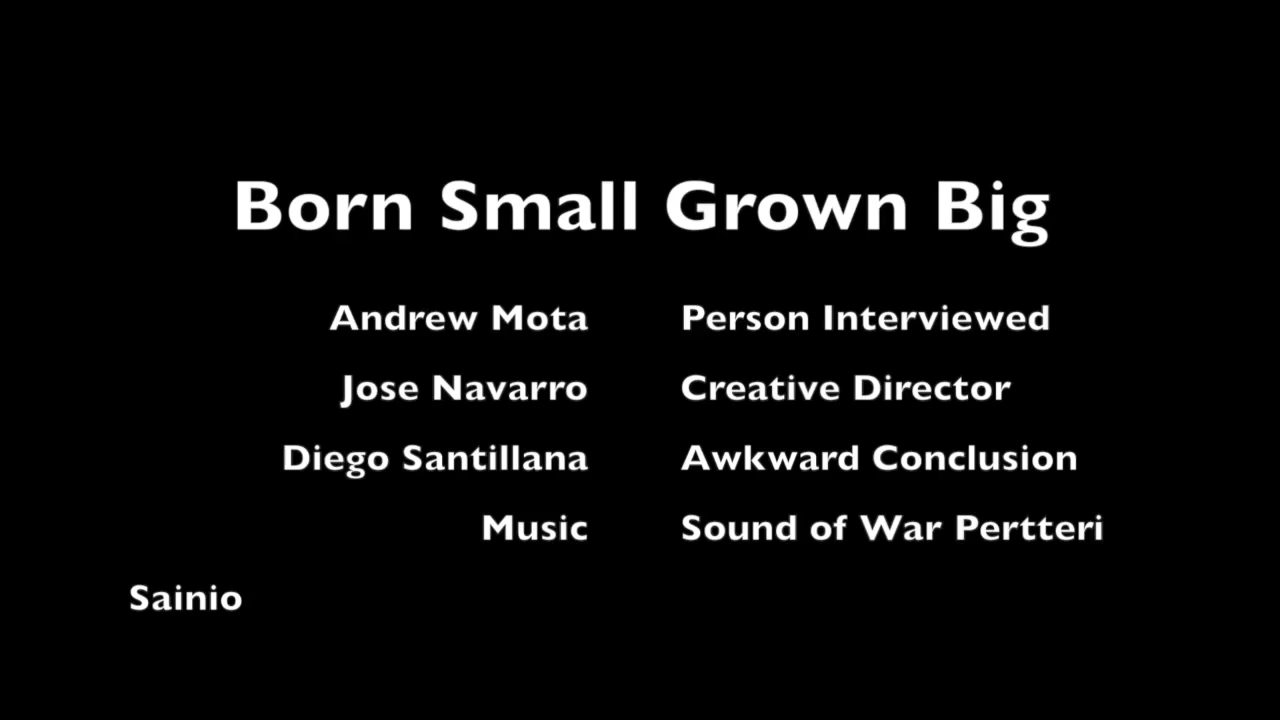 Born Small Grown Big
Andrew Mota Person Interviewed
Jose Navarro Creative Director
Diego Santillana Awkward Conclusion
Music Sound of War Pertteri
Sainio